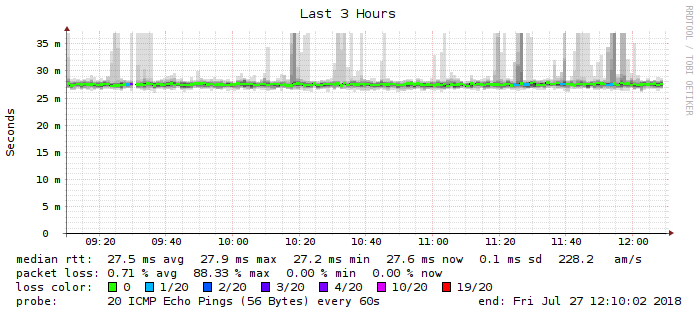 Last 3 Hours
RRDTOOL / TOBI OETIKER
Seconds
35 m
30 m
25 m
20 m
15 m
10 m
5 m
0
09:20 09:40 10:00 10:20 10:40 11:00 11:20 11:40 12:00
median rtt: 27.5 ms avg 27.9 ms max 27.2 ms min 27.6 ms now 0.1 ms sd 228.2 am/s
packet loss: 0.71 % avg 88.33 % max 0.00 % min 0.00 % now
loss color: 0 1/20 2/20 3/20 4/20 10/20 19/20
probe: 20 ICMP Echo Pings (56 Bytes) every 60s end: Fri Jul 27 12:10:02 2018